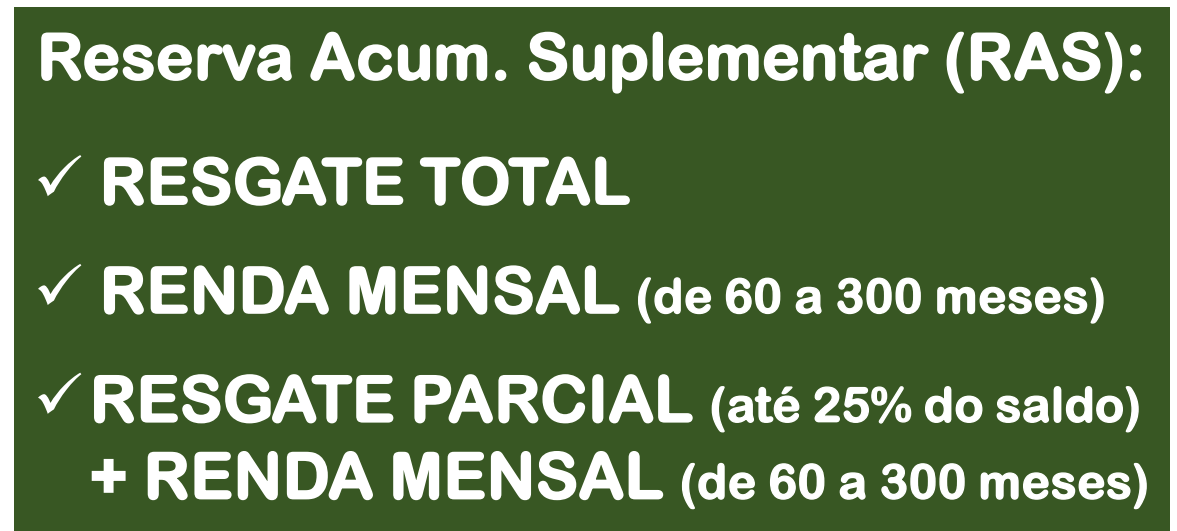 Reserva Acum. Suplementar (RAS):
✓ RESGATE TOTAL
✓ RENDA MENSAL (de 60 a 300 meses)
✓ RESGATE PARCIAL (até 25% do saldo)
+ RENDA MENSAL (de 60 a 300 meses)